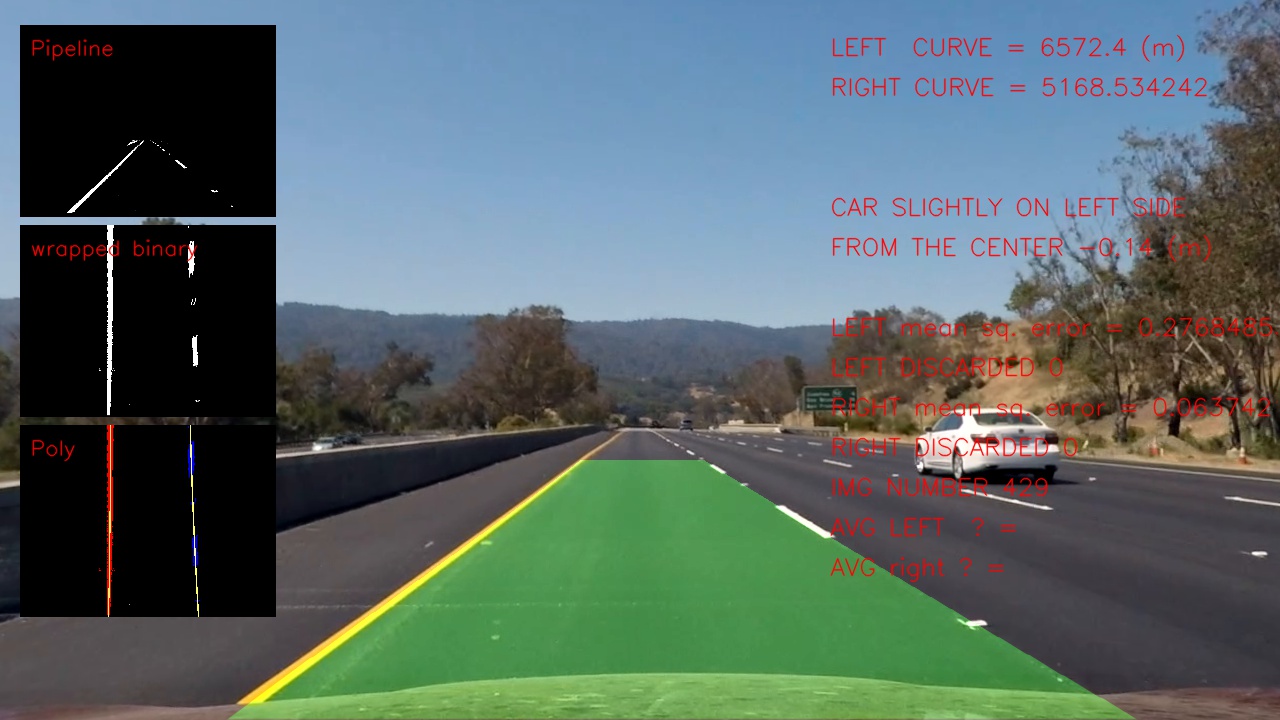 Pipeline
wrapped binary
Poly
LEFT  CURVE = 6572.4 (m)
RIGHT CURVE = 5168.534242
CAR SLIGHTLY ON LEFT SIDE
FROM THE CENTER -0.14 (m)
LEFT mean sq. error = 0.2768485
LEFT DISCARDED 0
RIGHT mean sq. error = 0.063742
RIGHT DISCARDED 0
IMG NUMBER 429
AVG LEFT  ? =
AVG right ? =